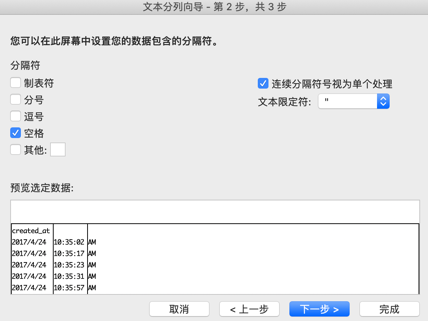 文本分列向导 - 第 2 步，共 3 步
您可以在此屏幕中设置您的数据包含的分隔符。
分隔符
制表符
分号
逗号
空格
其他:
连续分隔符号视为单个处理
文本限定符: "
预览选定数据:
created_at
2017/4/24 10:35:02 AM
2017/4/24 10:35:17 AM
2017/4/24 10:35:23 AM
2017/4/24 10:35:31 AM
2017/4/24 10:35:57 AM
取消 < 上一步 下一步 > 完成